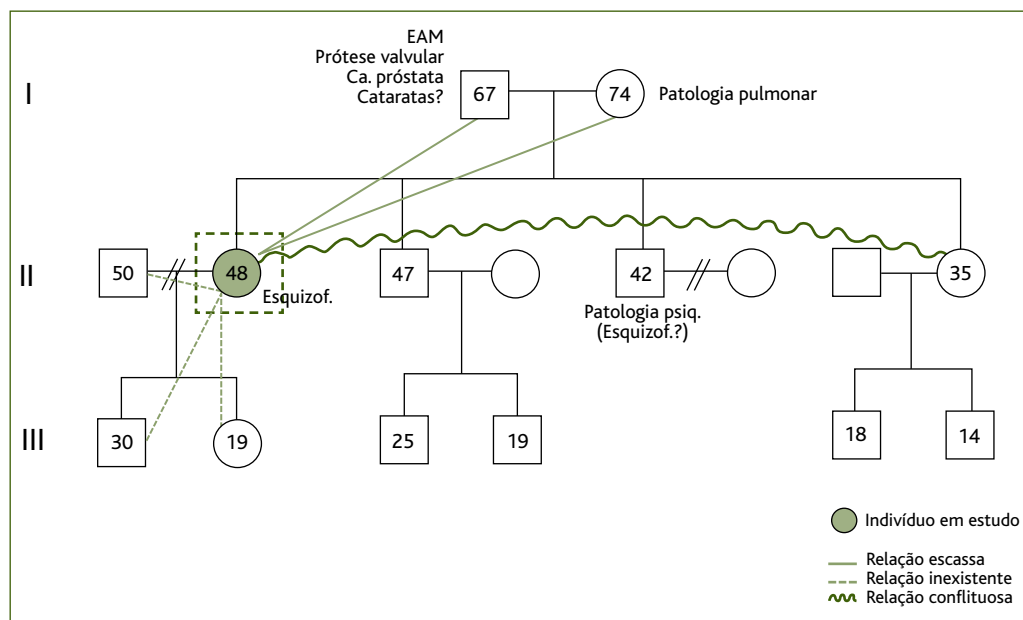 I
EAM
Prótese valvular
Ca. próstata
Cataratas?
67
74
Patologia pulmonar
II
50
48
Esquizof.
47
42
Patologia psiq.
(Esquizof.?)
35
III
30
19
25
19
18
14
Indivíduo em estudo
Relação escassa
Relação inexistente
Relação conflituosa